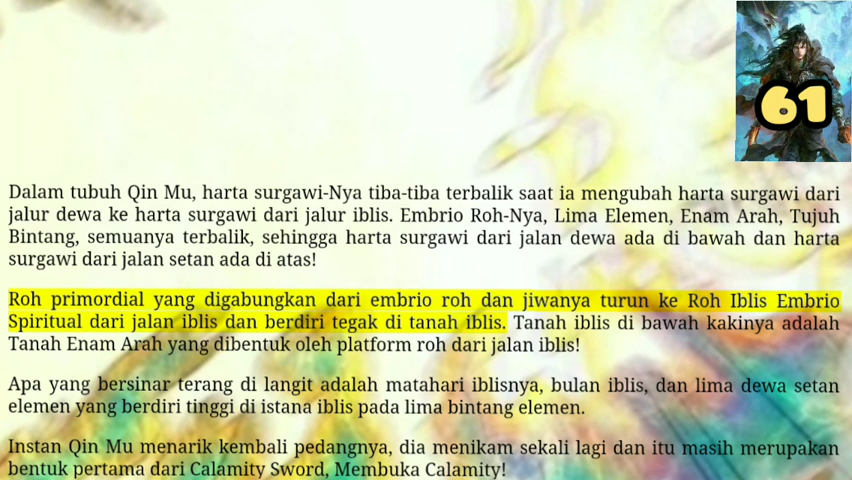 61
Dalam tubuh Qin Mu, harta surgawi-Nya tiba-tiba terbalik saat ia mengubah harta surgawi dari
jalur dewa ke harta surgawi dari jalur iblis. Embrio Roh-Nya, Lima Elemen, Enam Arah, Tujuh
Bintang, semuanya terbalik, sehingga harta surgawi dari jalan dewa ada di bawah dan harta
surgawi dari jalan setan ada di atas!
Roh primordial yang digabungkan dari embrio roh dan jiwanya turun ke Roh Iblis Embrio
Spiritual dari jalan iblis dan berdiri tegak di tanah iblis. Tanah iblis di bawah kakinya adalah
Tanah Enam Arah yang dibentuk oleh platform roh dari jalan iblis!
Apa yang bersinar terang di langit adalah matahari iblisnya, bulan iblis, dan lima dewa setan
elemen yang berdiri tinggi di istana iblis pada lima bintang elemen.
Instan Qin Mu menarik kembali pedangnya, dia menikam sekali lagi dan itu masih merupakan
bentuk pertama dari Calamity Sword, Membuka Calamity!